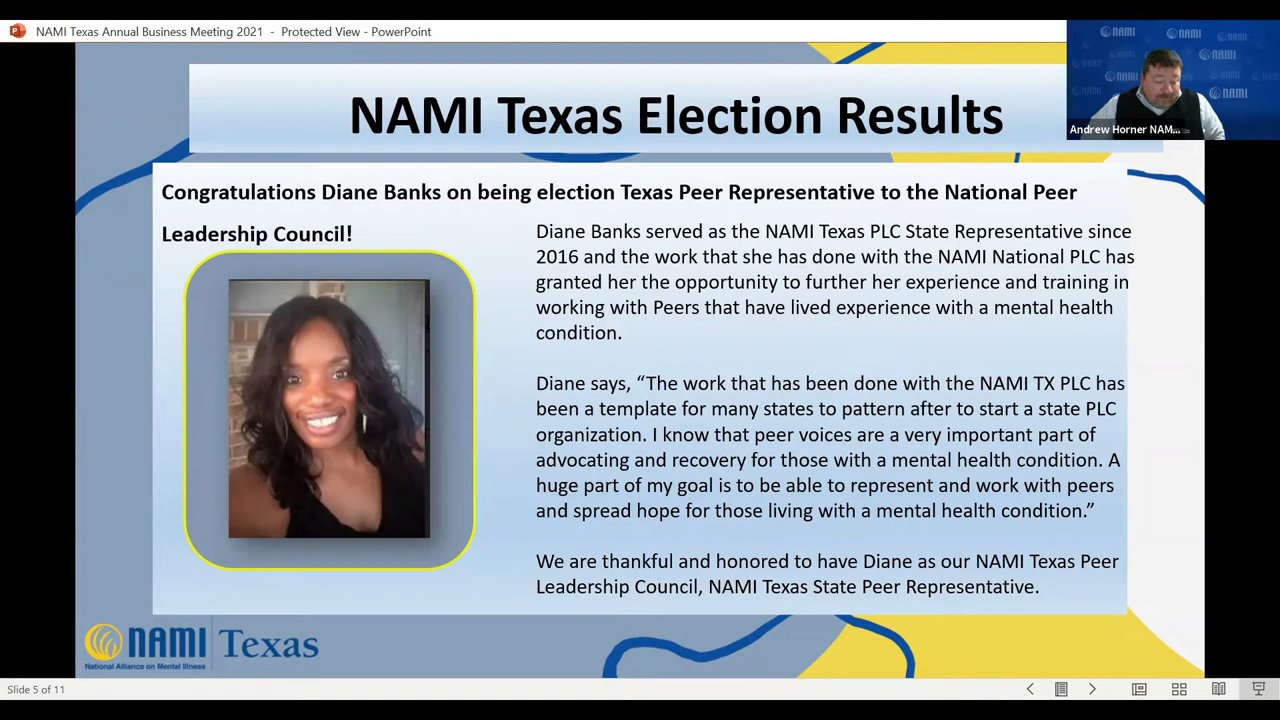 NAMI Texas Annual Business Meeting 2021 - Protected View - PowerPoint
NAMI
NAMI
NAMI
NAMI
NAMI
NAMI
Andrew Horner NAM...
NAMI Texas Election Results
Congratulations Diane Banks on being election Texas Peer Representative to the National Peer
Leadership Council!
Diane Banks served as the NAMI Texas PLC State Representative since
2016 and the work that she has done with the NAMI National PLC has
granted her the opportunity to further her experience and training in
working with Peers that have lived experience with a mental health
condition.
Diane says, “The work that has been done with the NAMI TX PLC has
been a template for many states to pattern after to start a state PLC
organization. I know that peer voices are a very important part of
advocating and recovery for those with a mental health condition. A
huge part of my goal is to be able to represent and work with peers
and spread hope for those living with a mental health condition.”
We are thankful and honored to have Diane as our NAMI Texas Peer
Leadership Council, NAMI Texas State Peer Representative.
NAMI Texas
National Alliance on Mental Illness
Slide 5 of 11